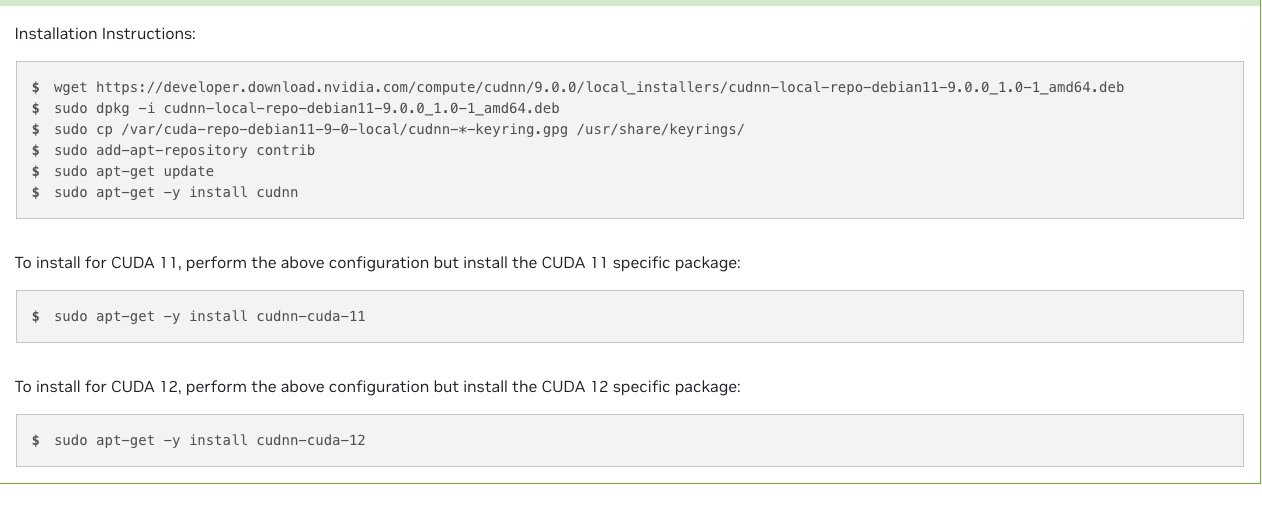 Installation Instructions:
$ wget https://developer.download.nvidia.com/compute/cudnn/9.0.0/local_installers/cudnn-local-repo-debian11-9.0.0_1.0-1_amd64.deb
$ sudo dpkg -i cudnn-local-repo-debian11-9.0.0_1.0-1_amd64.deb
$ sudo cp /var/cuda-repo-debian11-9-0-local/cudnn-*-keyring.gpg /usr/share/keyrings/
$ sudo add-apt-repository contrib
$ sudo apt-get update
$ sudo apt-get -y install cudnn
To install for CUDA 11, perform the above configuration but install the CUDA 11 specific package:
$ sudo apt-get -y install cudnn-cuda-11
To install for CUDA 12, perform the above configuration but install the CUDA 12 specific package:
$ sudo apt-get -y install cudnn-cuda-12